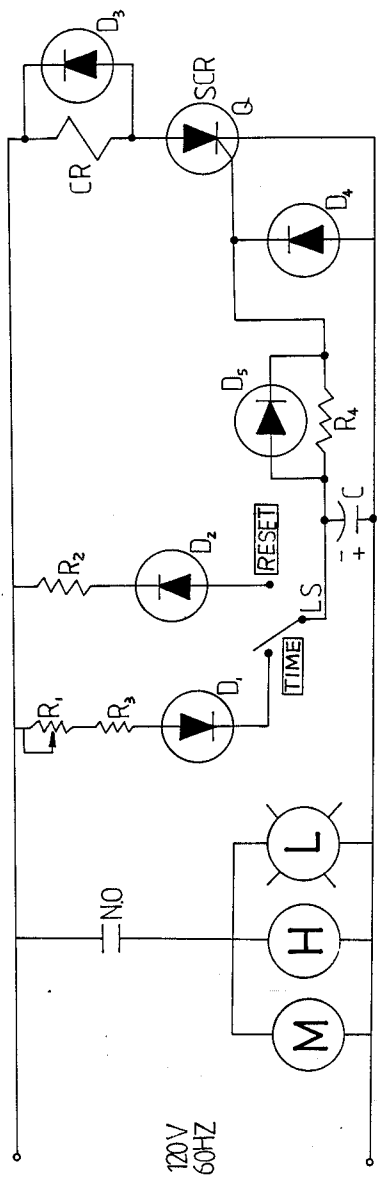 120V
60HZ
N.O
M
H
L
R1
R3
D1
TIME
R2
D2
RESET
LS
C
- +
D5
R4
D4
CR
D3
SCR
Q